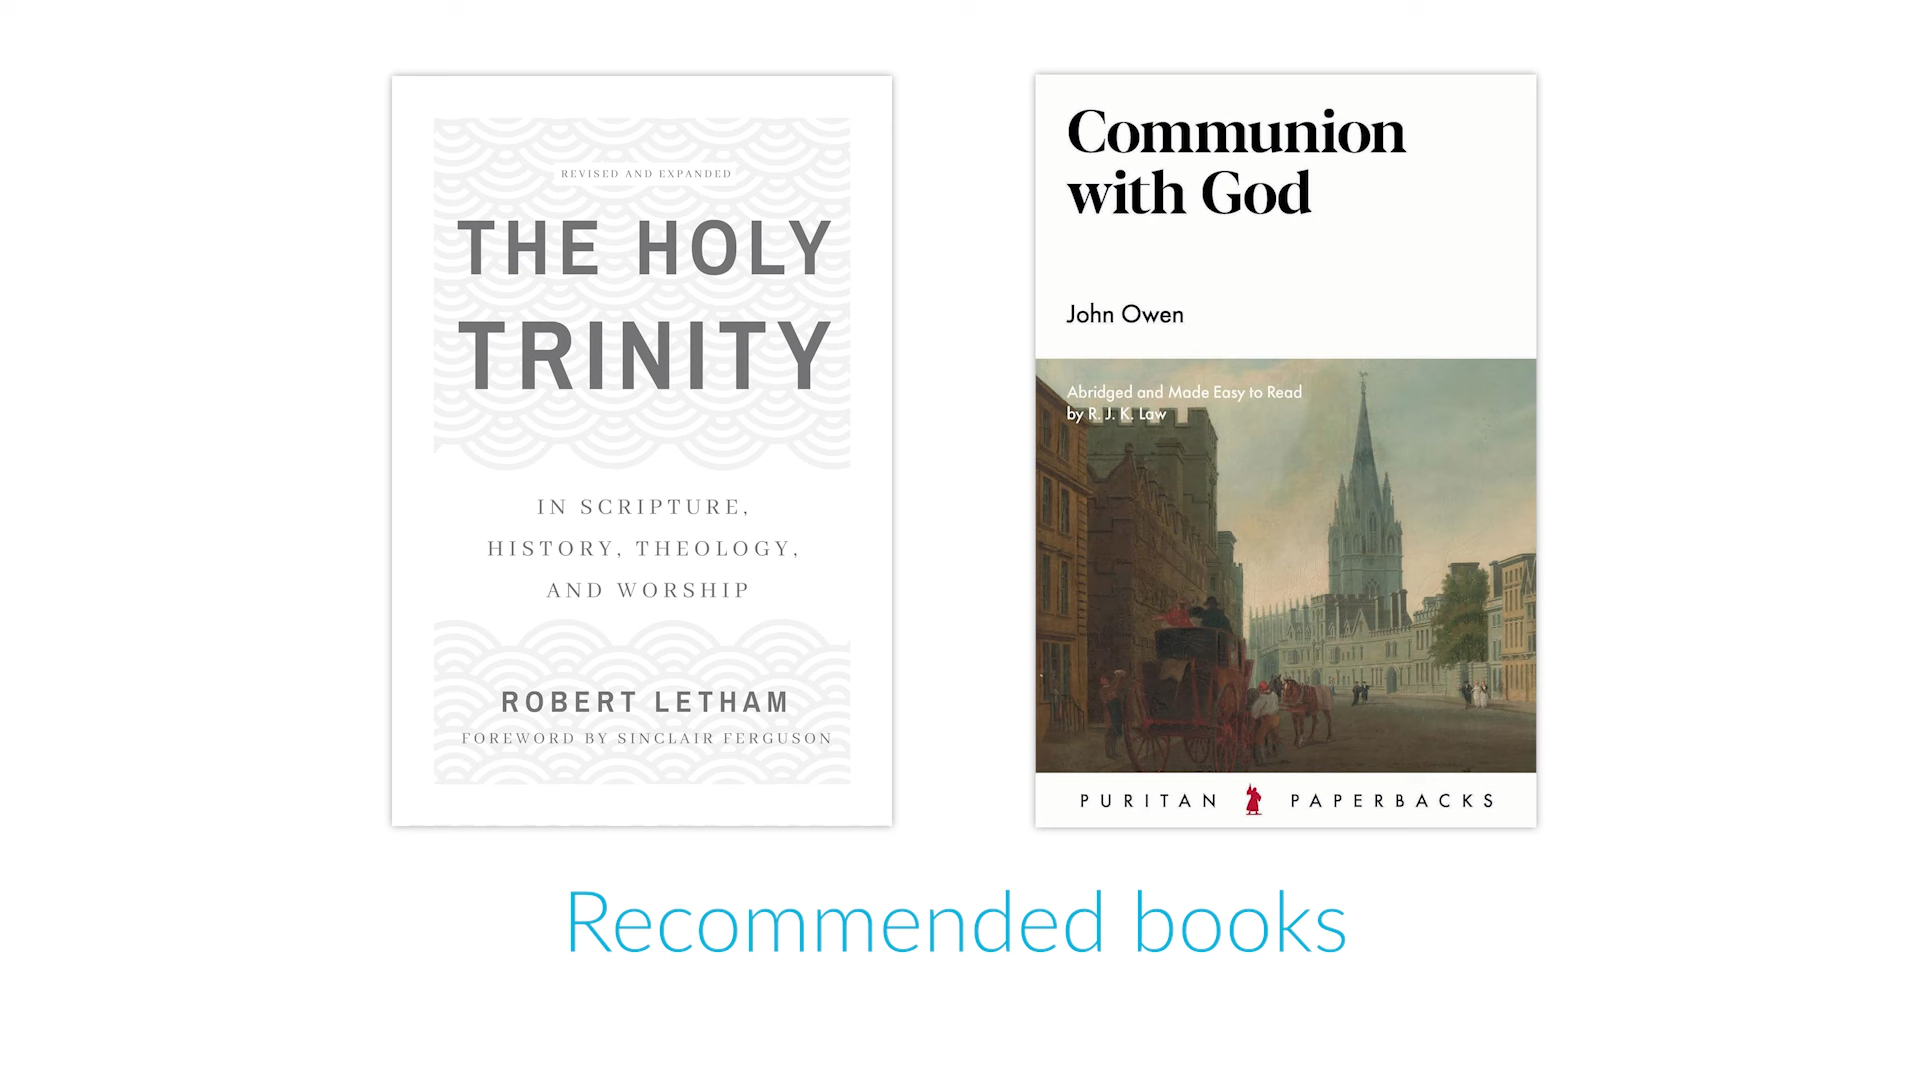 REVISED AND EXPANDED
THE HOLY
TRINITY
IN SCRIPTURE,
HISTORY, THEOLOGY,
AND WORSHIP
ROBERT LETHAM
FOREWORD BY SINCLAIR FERGUSON
Communion
with God
John Owen
Abridged and Made Easy to Read
by R. J. K. Law
PURITAN PAPERBACKS
Recommended books